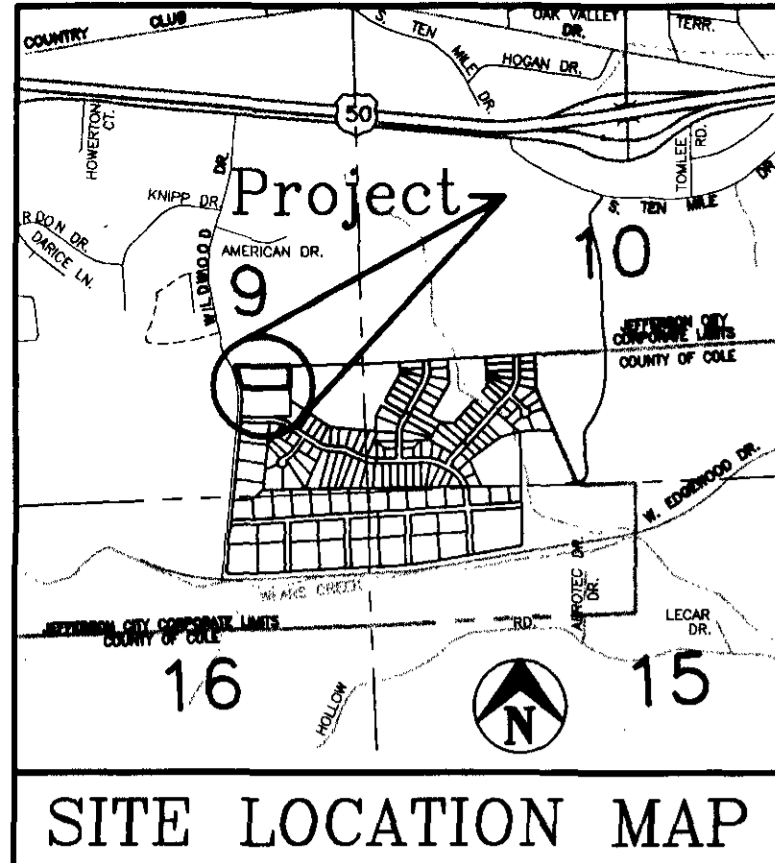 COUNTRY CLUB
S. TEN MILE DR.
OAK VALLEY DR.
TERR.
HOGAN DR.
50
HOWERTON CT.
TOMLEE RD.
KNIPP DR.
WILDWOOD DR.
Project
S. TEN MILE DR
R DON DR.
DARICE LN.
AMERICAN DR.
9
10
JEFFERSON CITY CORPORATE LIMITS
COUNTY OF COLE
W. EDGEWOOD DR.
WEARS CREEK
JEFFERSON CITY CORPORATE LIMITS
COUNTY OF COLE
HOLLOW RD.
AEROTEC DR.
DR.
LECAR DR.
16
15
N
SITE LOCATION MAP